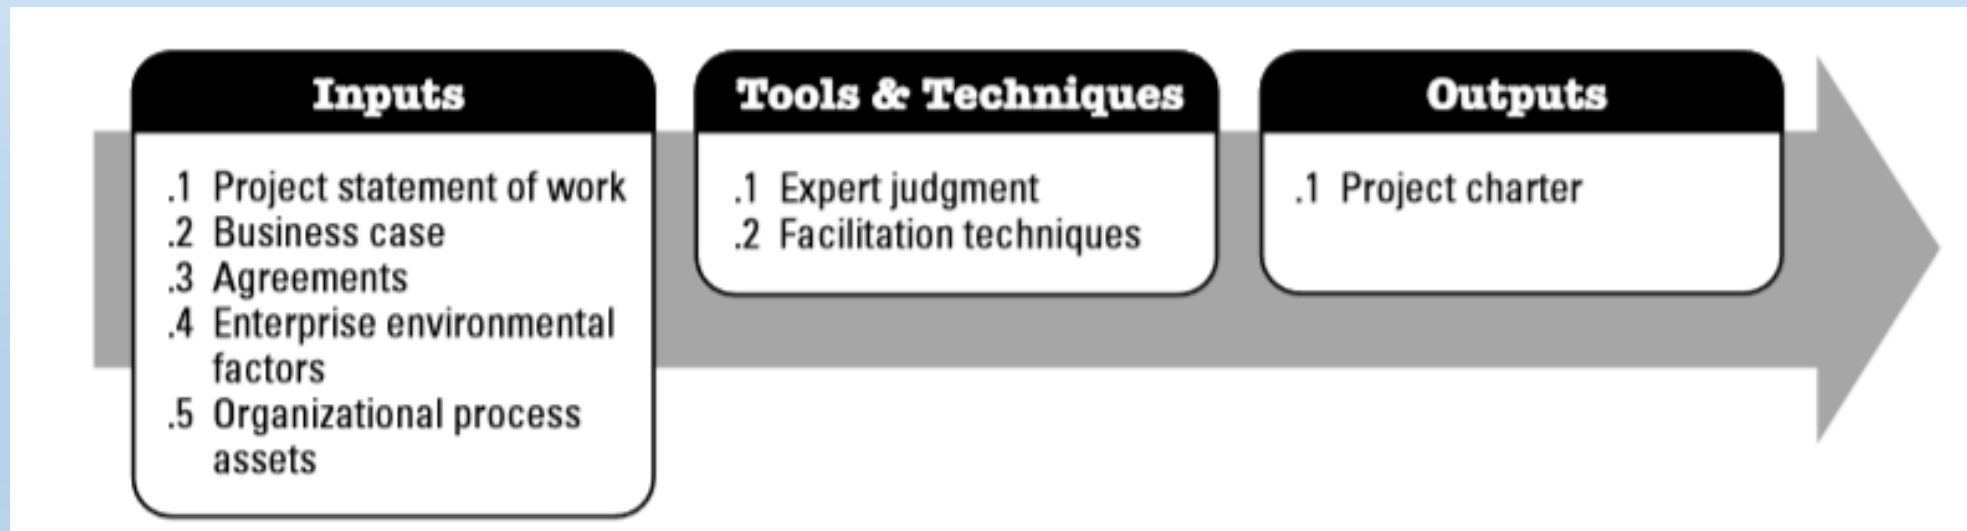 Inputs
.1 Project statement of work
.2 Business case
.3 Agreements
.4 Enterprise environmental
factors
.5 Organizational process
assets
Tools & Techniques
.1 Expert judgment
.2 Facilitation techniques
Outputs
.1 Project charter